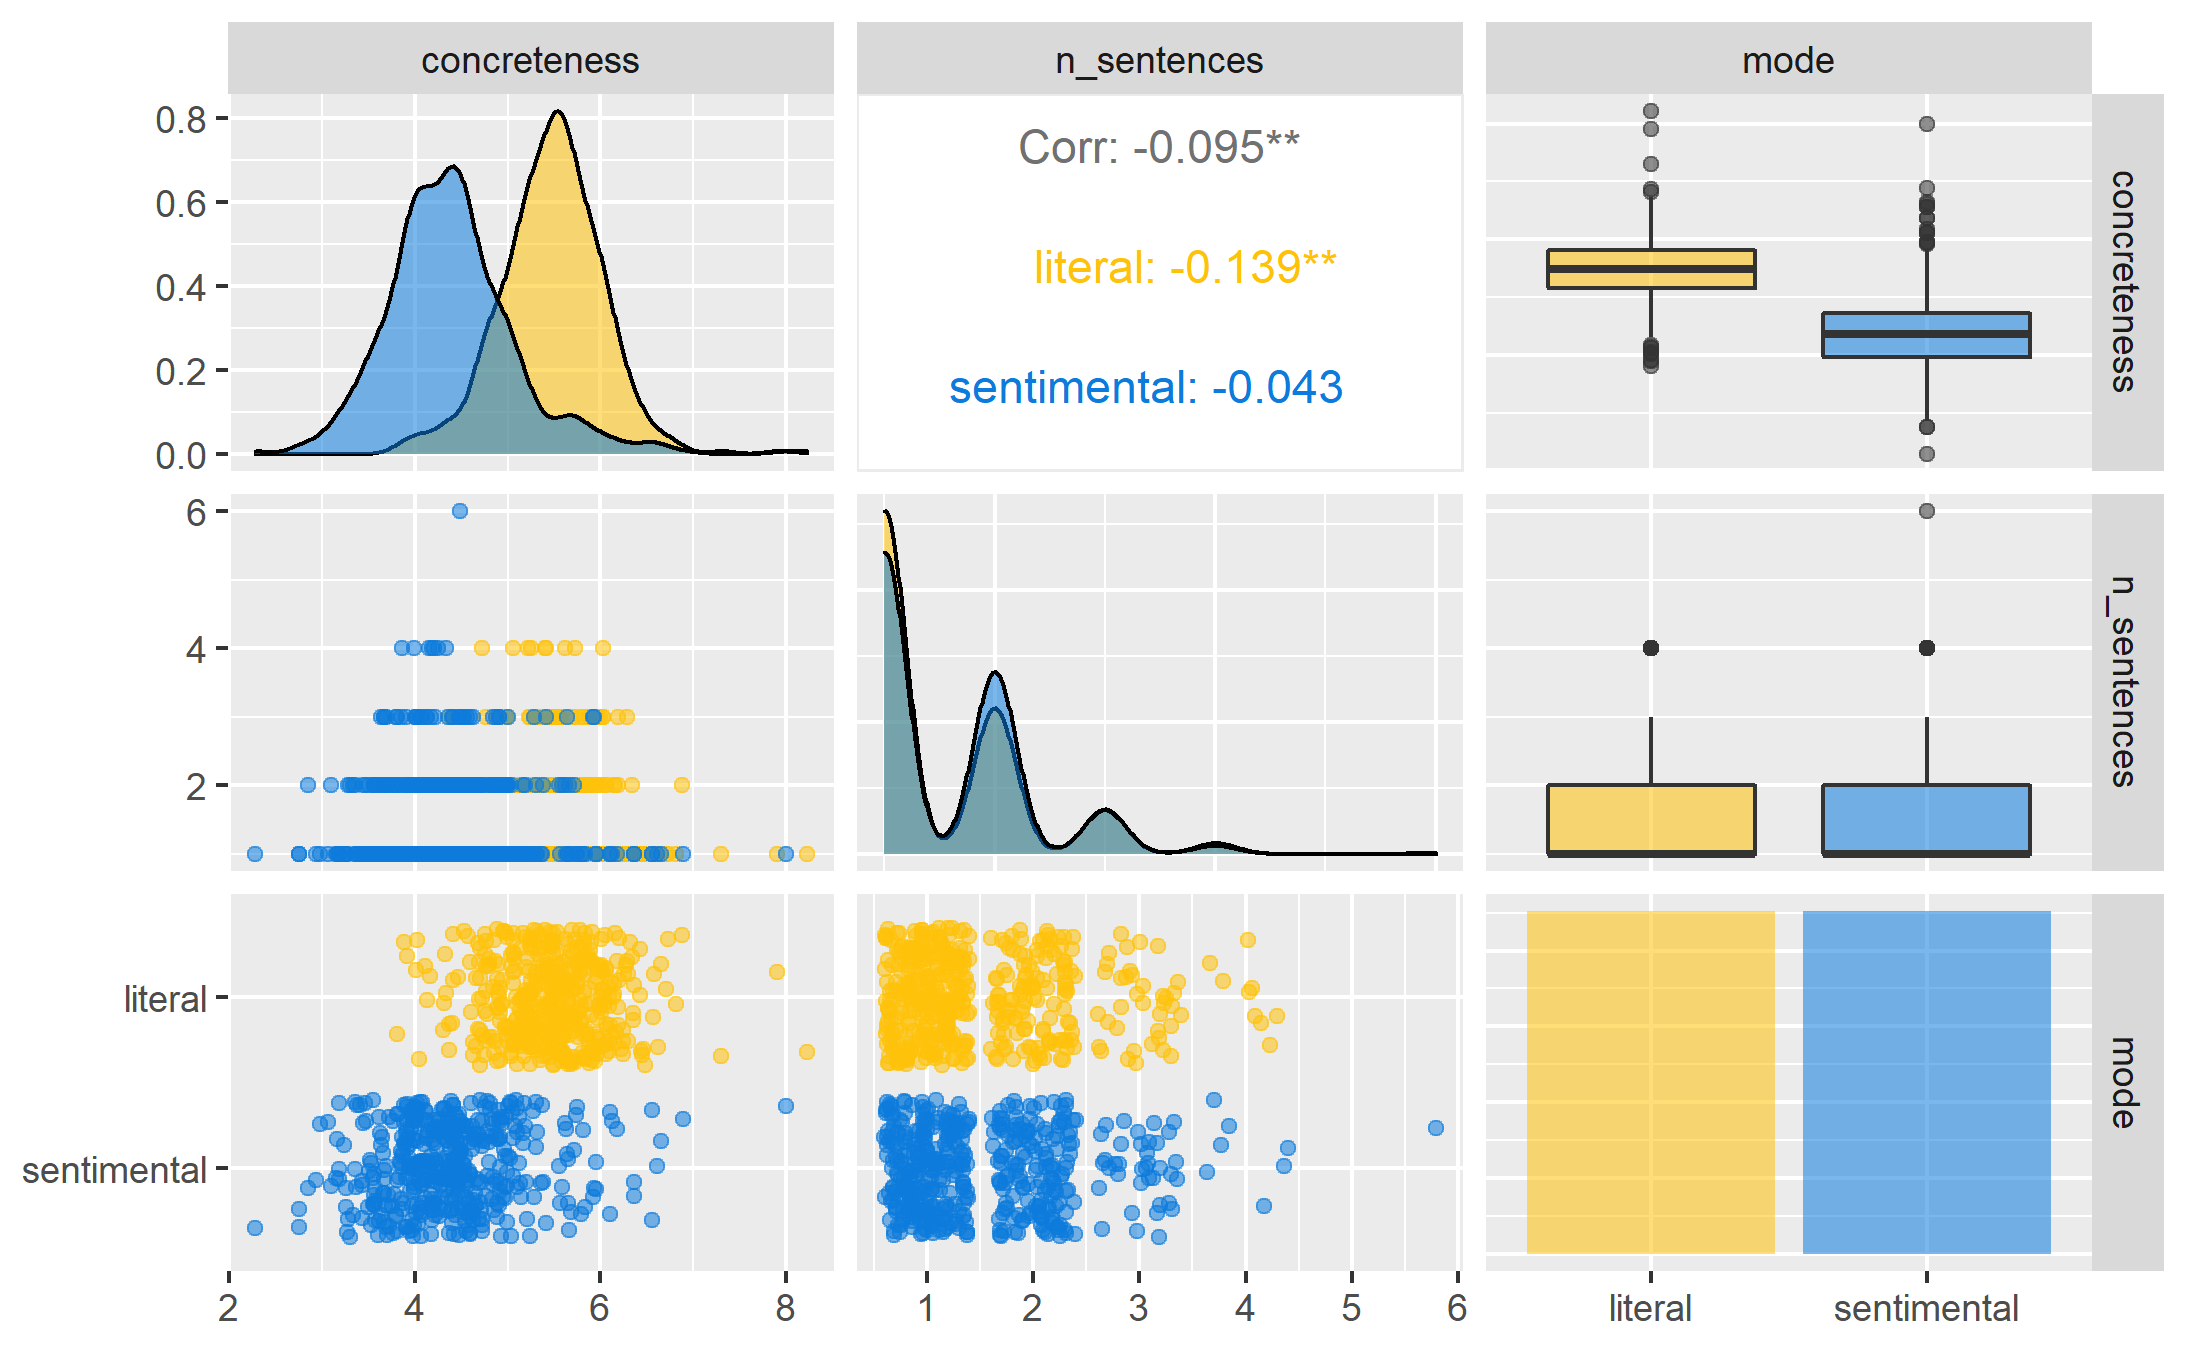 concreteness
n_sentences
mode
0.8
0.6
0.4
0.2
0.0
Corr: -0.095**
literal: -0.139**
sentimental: -0.043
concreteness
6
4
2
n_sentences
literal
sentimental
mode
2
4
6
8
1
2
3
4
5
6
literal
sentimental